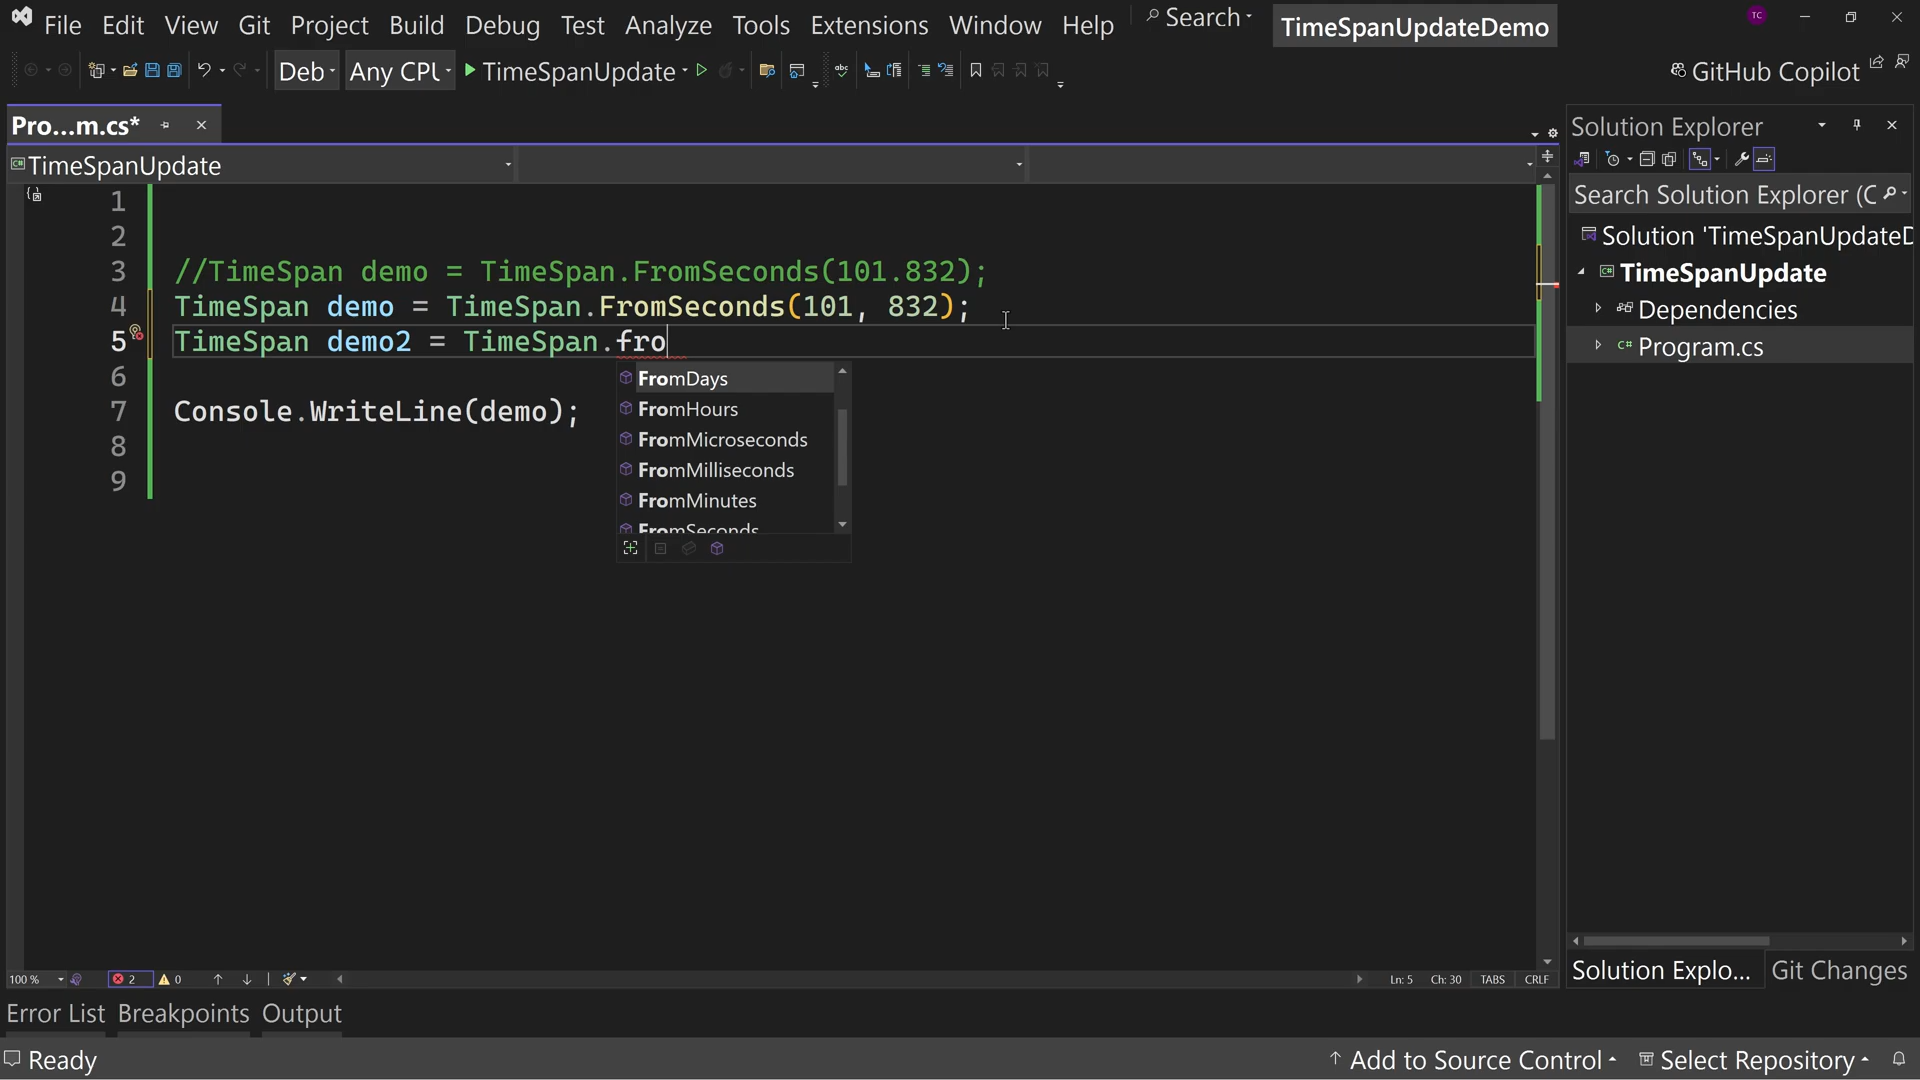 File Edit View Git Project Build Debug Test Analyze Tools Extensions Window Help Search TimeSpanUpdateDemo TC
Deb Any CPU TimeSpanUpdate GitHub Copilot
Pro...m.cs*
TimeSpanUpdate
1
2
3 //TimeSpan demo = TimeSpan.FromSeconds(101.832);
4 TimeSpan demo = TimeSpan.FromSeconds(101, 832);
5 TimeSpan demo2 = TimeSpan.fro
6
7 Console.WriteLine(demo);
8
9
FromDays
FromHours
FromMicroseconds
FromMilliseconds
FromMinutes
FromSeconds
Solution Explorer
Search Solution Explorer (C
Solution 'TimeSpanUpdateD
TimeSpanUpdate
Dependencies
Program.cs
100 % 2 0 Ln: 5 Ch: 30 TABS CRLF
Solution Explo... Git Changes
Error List Breakpoints Output
Ready Add to Source Control Select Repository